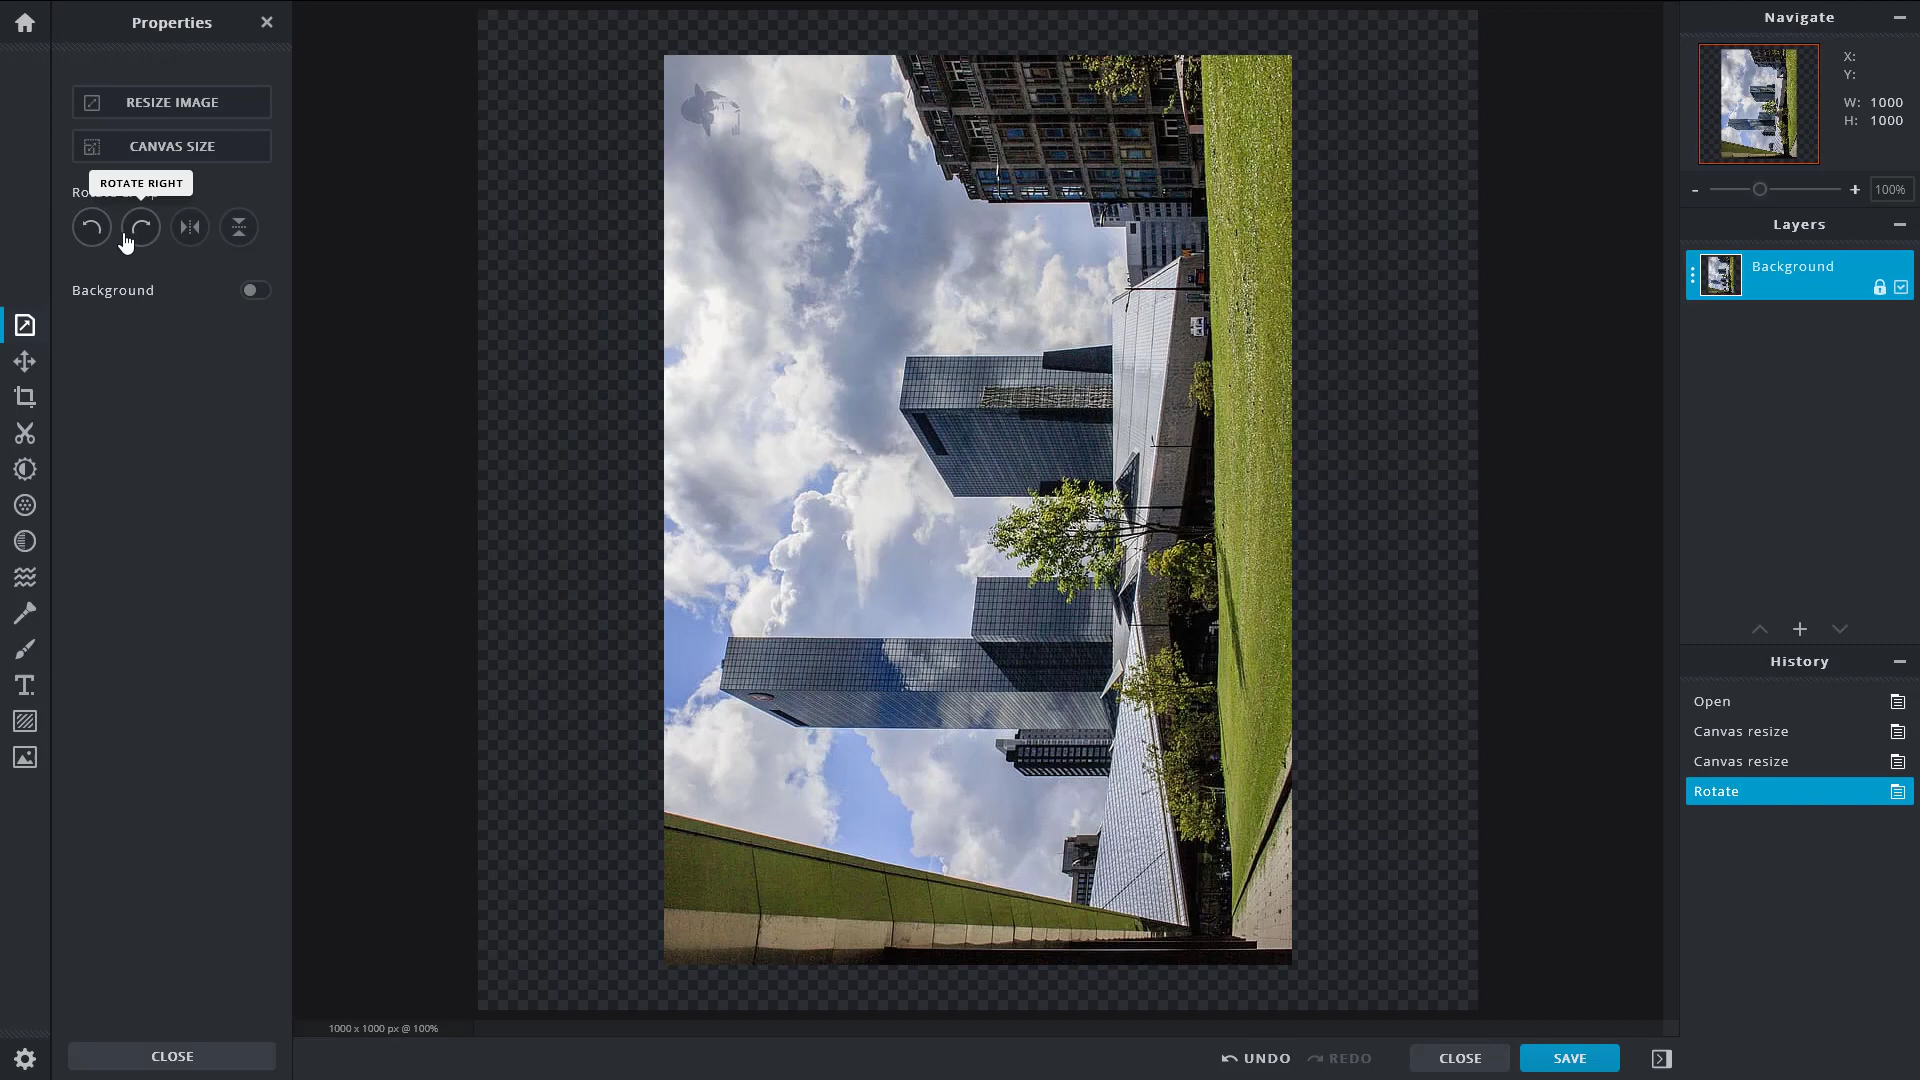 Properties
RESIZE IMAGE
CANVAS SIZE
ROTATE RIGHT
Background
CLOSE
1000 x 1000 px @ 100%
UNDO
REDO
CLOSE
SAVE
Navigate
X:
Y:
W: 1000
H: 1000
- + 100%
Layers
Background
History
Open
Canvas resize
Canvas resize
Rotate